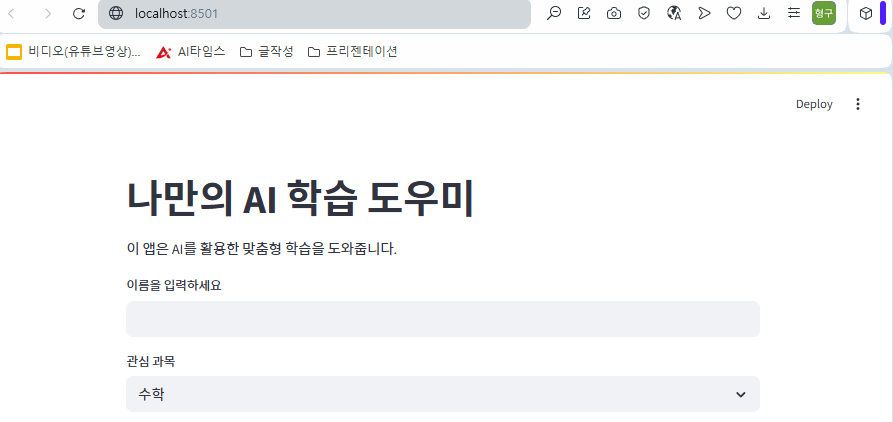 localhost:8501
형구
비디오(유튜브영상)...
AI타임스
글작성
프리젠테이션
Deploy
나만의 AI 학습 도우미
이 앱은 AI를 활용한 맞춤형 학습을 도와줍니다.
이름을 입력하세요
관심 과목
수학